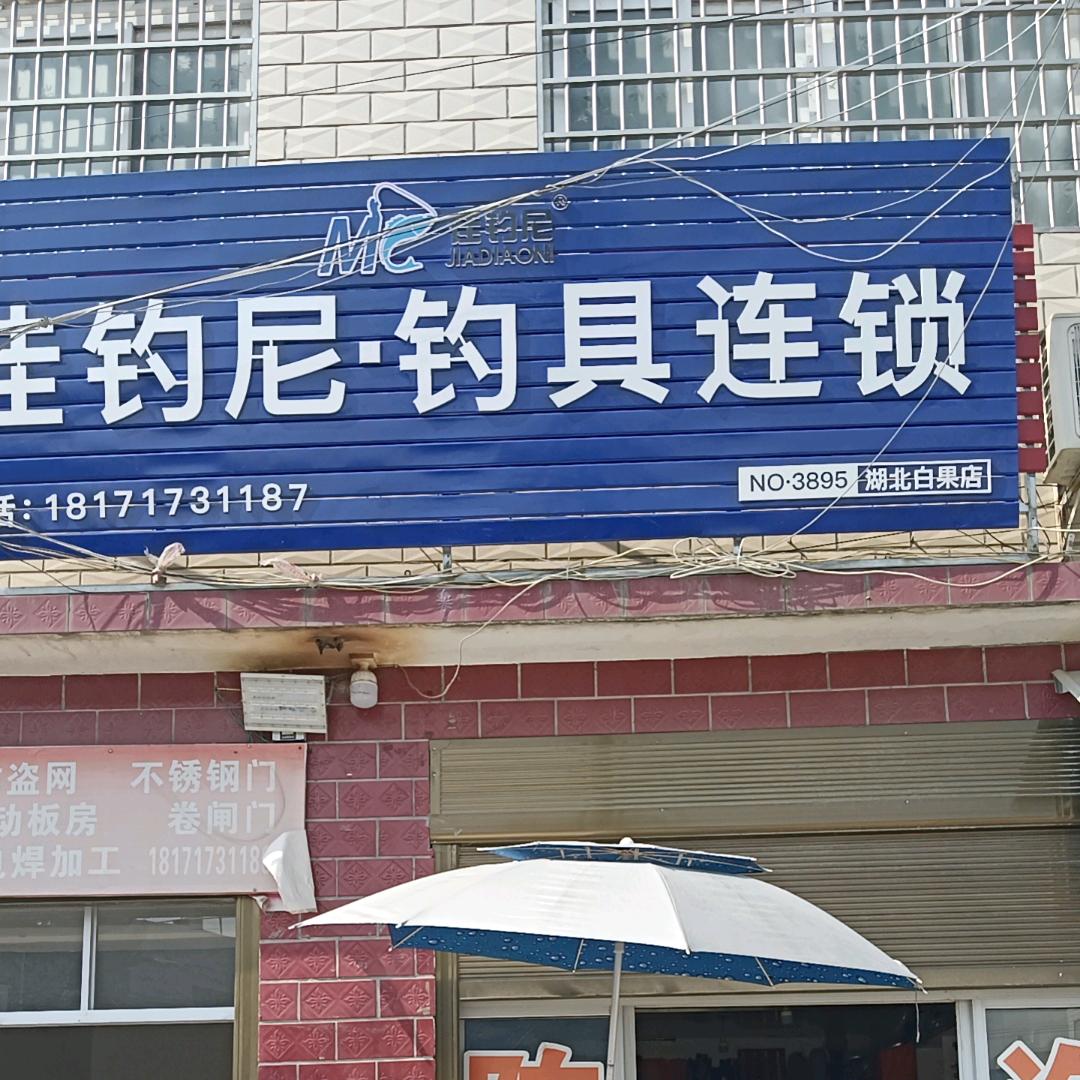 佳钓尼®
JIADIAONI
佳钓尼·钓具连锁
话：18171731187
NO·3895 湖北白果店
盗网 不锈钢门
动板房 卷闸门
焊加工 1817173118